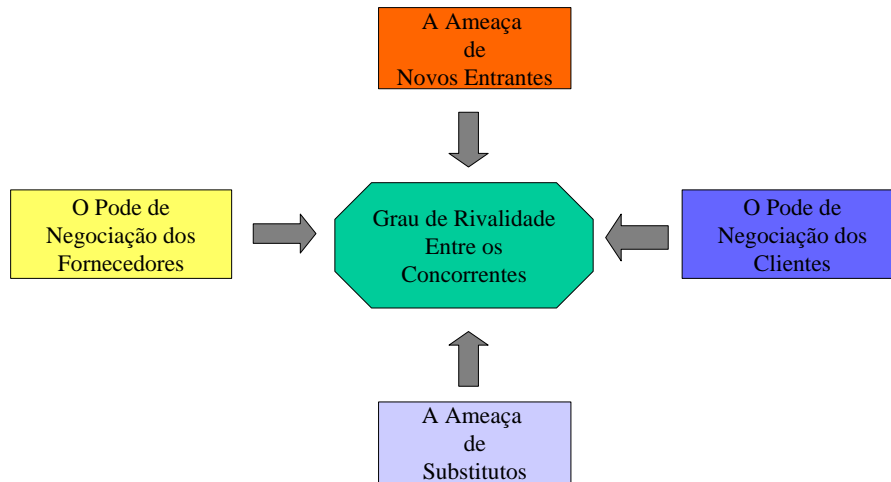 A Ameaça
de
Novos Entrantes
O Pode de
Negociação dos
Fornecedores
Grau de Rivalidade
Entre os
Concorrentes
O Pode de
Negociação dos
Clientes
A Ameaça
de
Substitutos